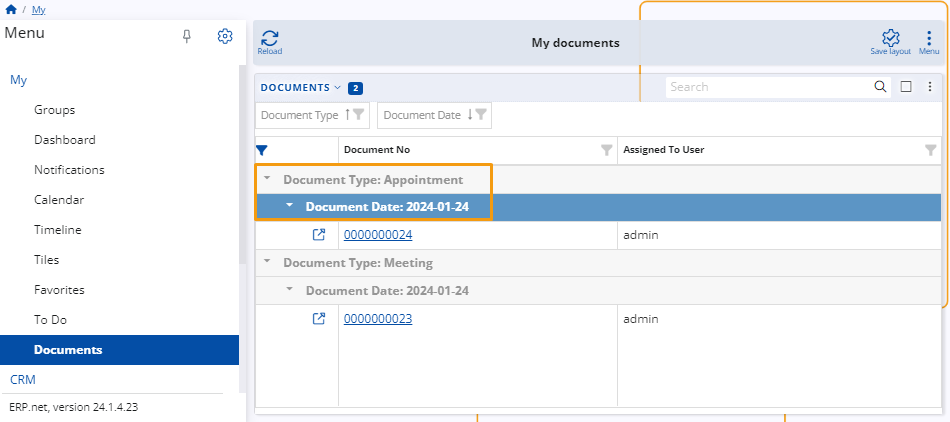 / My
Menu
My
Groups
Dashboard
Notifications
Calendar
Timeline
Tiles
Favorites
To Do
Documents
CRM
ERP.net, version 24.1.4.23
Reload
My documents
Save layout
Menu
DOCUMENTS 2
Search
Document Type
Document Date
Document No
Assigned To User
Document Type: Appointment
Document Date: 2024-01-24
0000000024 admin
Document Type: Meeting
Document Date: 2024-01-24
0000000023 admin